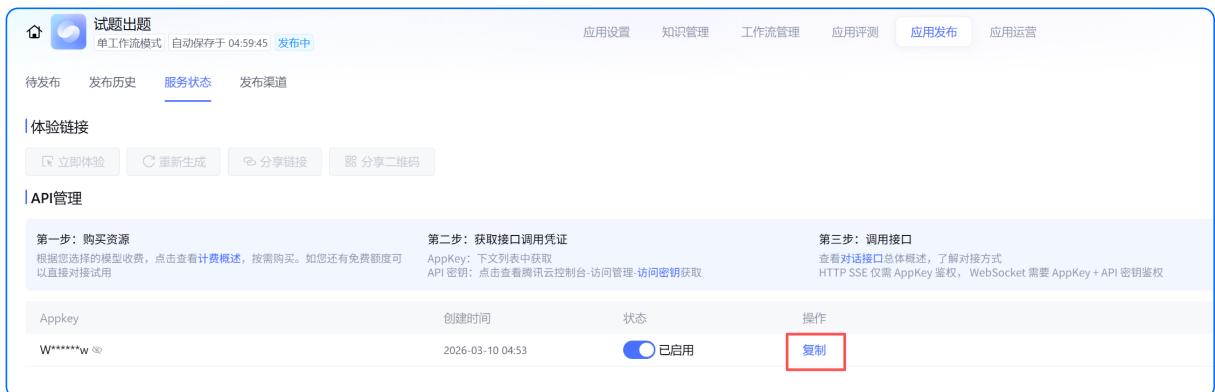 试题出题
单工作流模式 自动保存于 04:59:45 发布中
应用设置 知识管理 工作流管理 应用评测 应用发布 应用运营
待发布 发布历史 服务状态 发布渠道
体验链接
立即体验 重新生成 分享链接 分享二维码
API管理
第一步：购买资源
根据您选择的模型收费，点击查看计费概述，按需购买。如您还有免费额度可
以直接对接试用
第二步：获取接口调用凭证
AppKey：下文列表中获取
API 密钥：点击查看腾讯云控制台-访问管理-访问密钥获取
第三步：调用接口
查看对话接口总体概述，了解对接方式
HTTP SSE 仅需 AppKey 鉴权， WebSocket 需要 AppKey + API 密钥鉴权
Appkey 创建时间 状态 操作
W******w 2026-03-10 04:53 已启用 复制